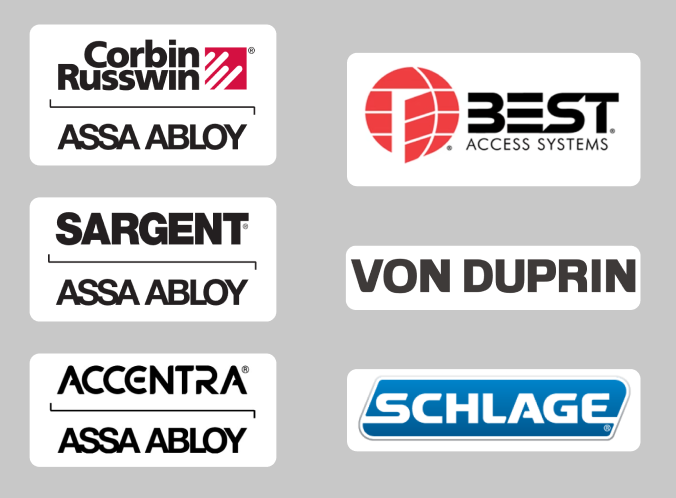 Corbin
Russwin®
ASSA ABLOY
SARGENT®
ASSA ABLOY
ACCENTRA®
ASSA ABLOY
BEST®
® ACCESS SYSTEMS
VON DUPRIN
SCHLAGE®